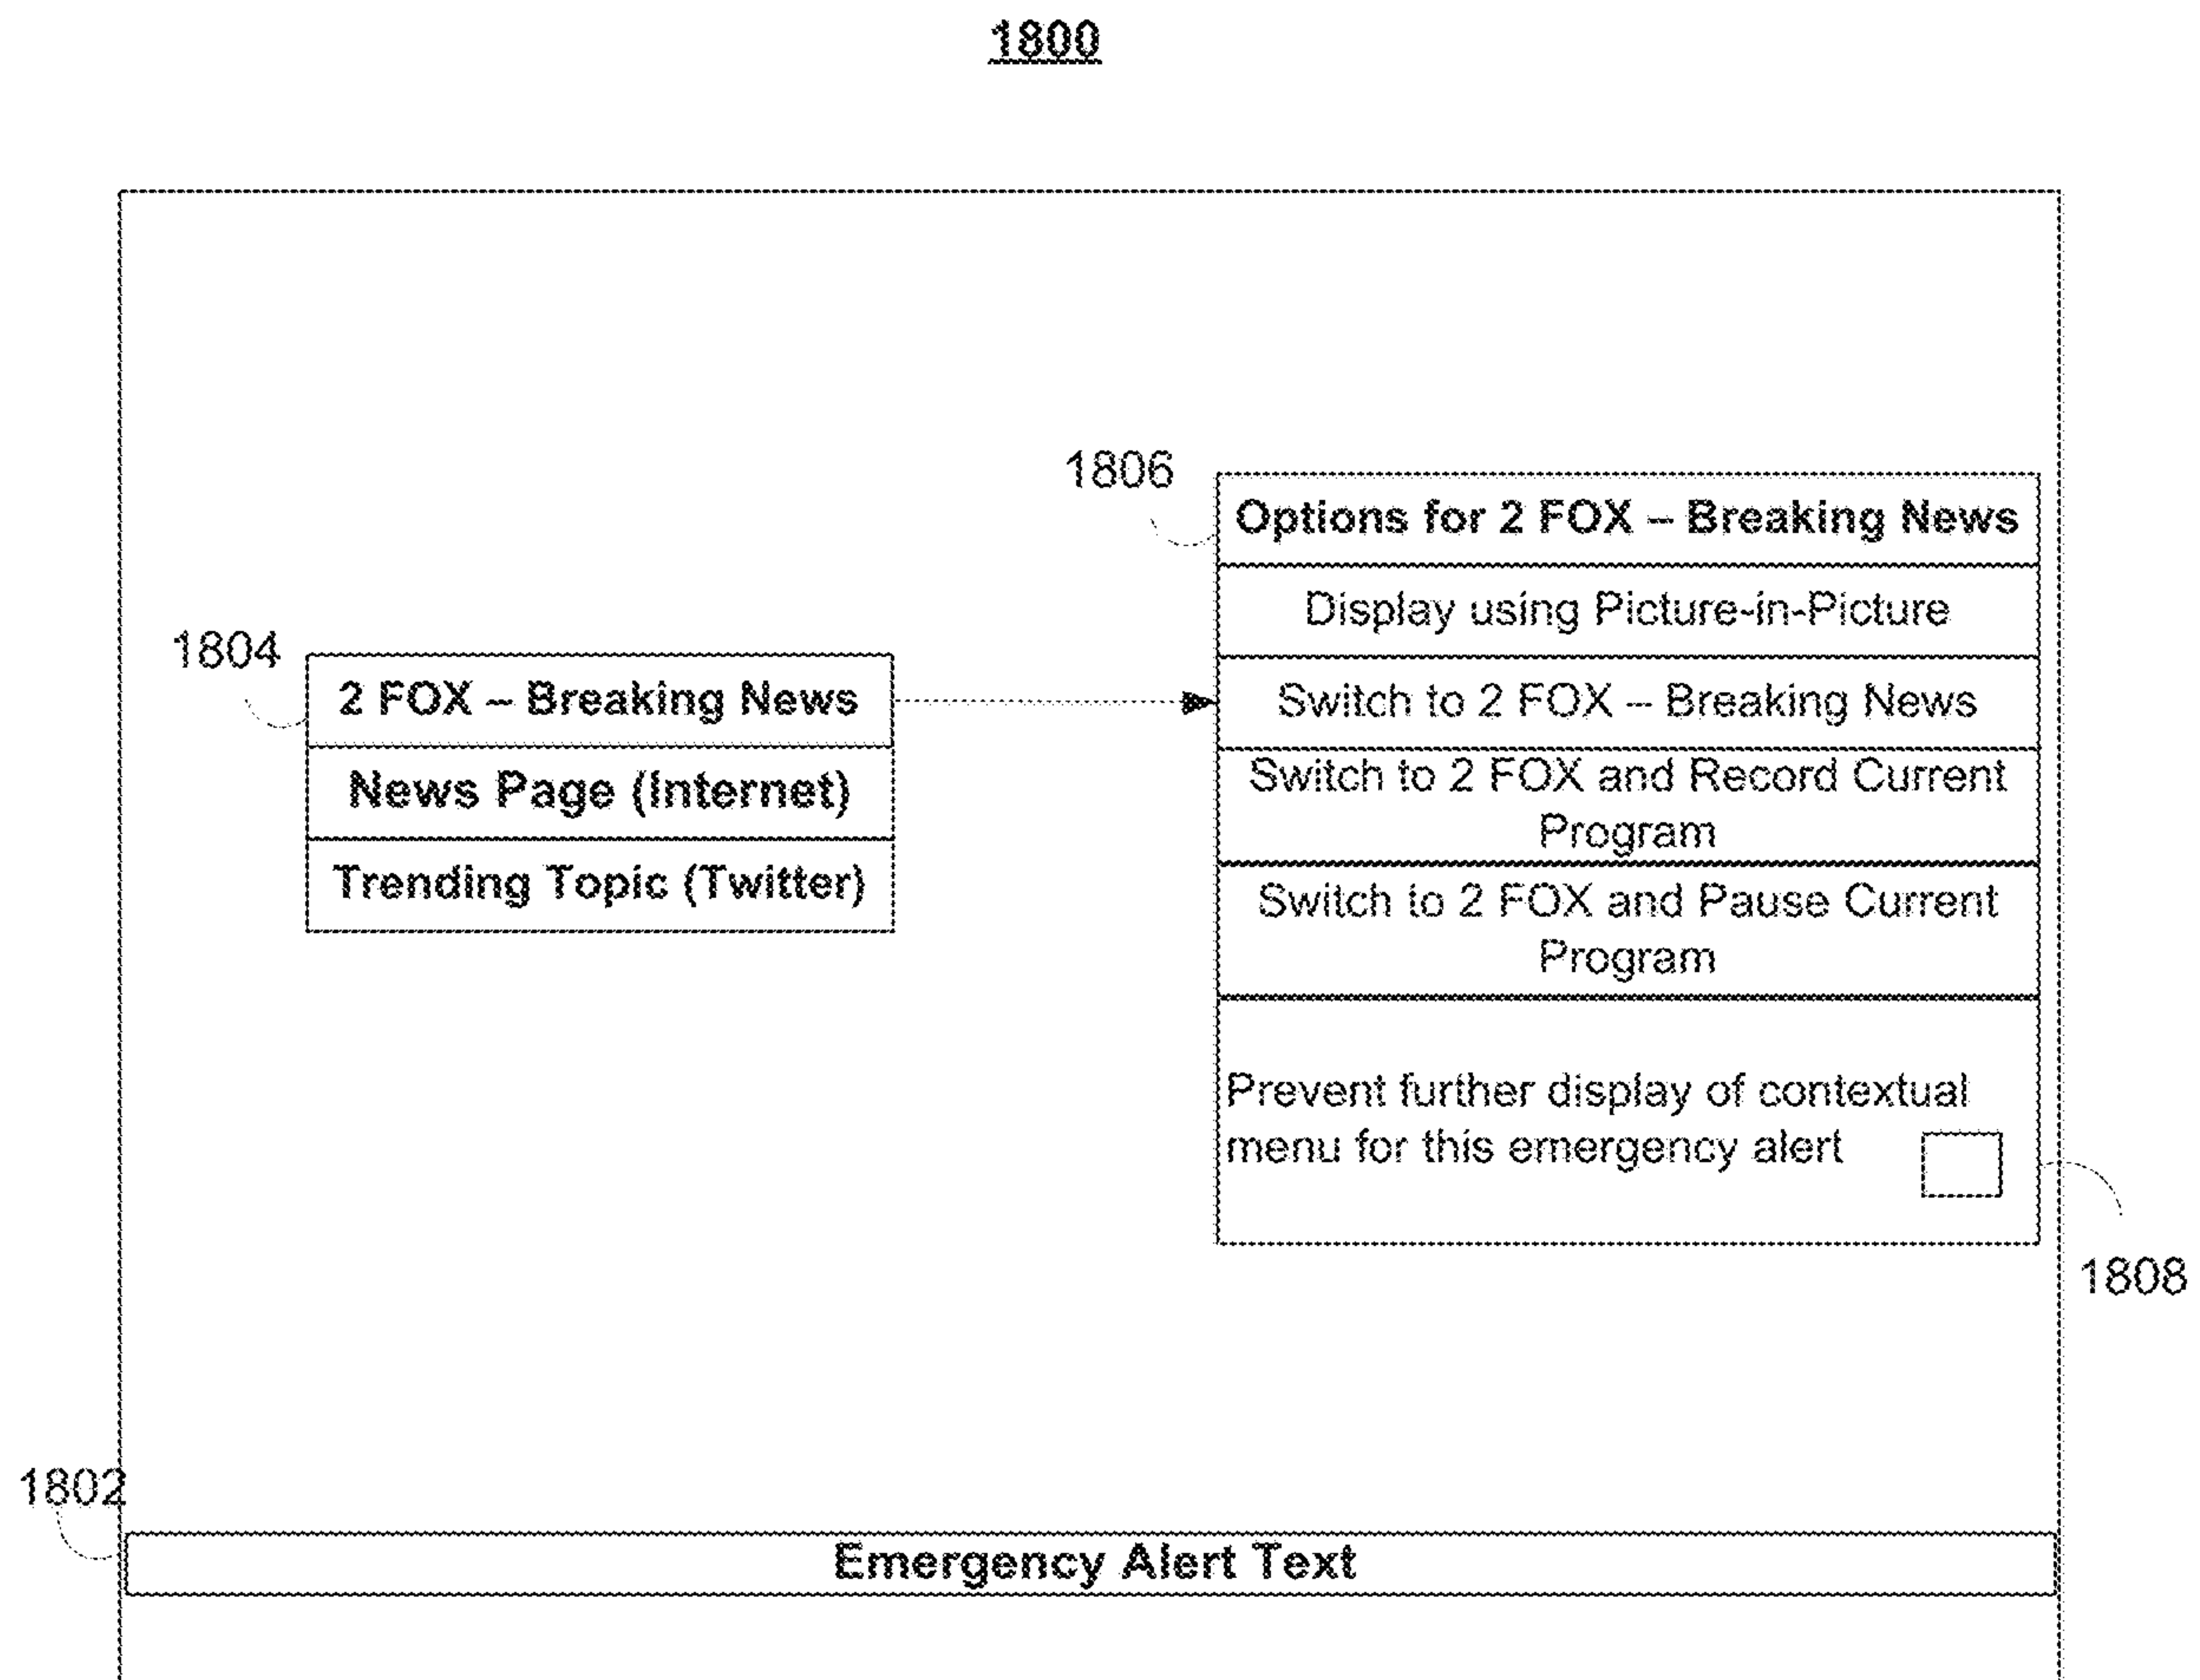 1800
1806
Options for 2 FOX – Breaking News
Display using Picture-in-Picture
1804
2 FOX – Breaking News
Switch to 2 FOX – Breaking News
News Page (Internet)
Switch to 2 FOX and Record Current
Program
Trending Topic (Twitter)
Switch to 2 FOX and Pause Current
Program
Prevent further display of contextual
menu for this emergency alert
1808
1802
Emergency Alert Text